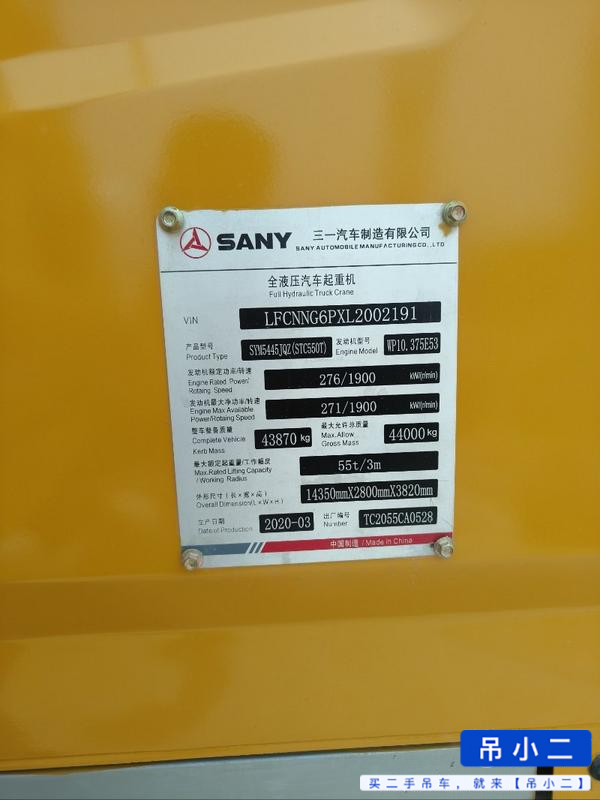 SANY 三一汽车制造有限公司
SANY AUTOMOBILE MANUFACTURING CO., LTD
全液压汽车起重机
Full Hydraulic Truck Crane
VIN LFCNNG6PXL2002191
产品型号 SYM5445JQZ(STC550T) 发动机型号 WP10.375E53
Product Type Engine Model
发动机额定功率/转速
Engine Rated Power/ 276/1900 kW/(r/min)
Rotaing Speed
发动机最大净功率/转速
Engine Max Available 271/1900 kW/(r/min)
Power/Rotaing Speed
整车整备质量 最大允许总质量
Complete Vehicle 43870 kg Max.Allow 44000 kg
Kerb Mass Gross Mass
最大额定起重量/工作幅度
Max.Rated Lifting Capacity 55t/3m
/ Working Radius
外形尺寸(长×宽×高) 14350mmX2800mmX3820mm
Overall Dimension(L×W×H)
生产日期 2020-03 出厂编号 TC2055CA0528
Date of Production Number
中国制造 / Made in China
吊小二
买二手吊车,就来【吊小二】